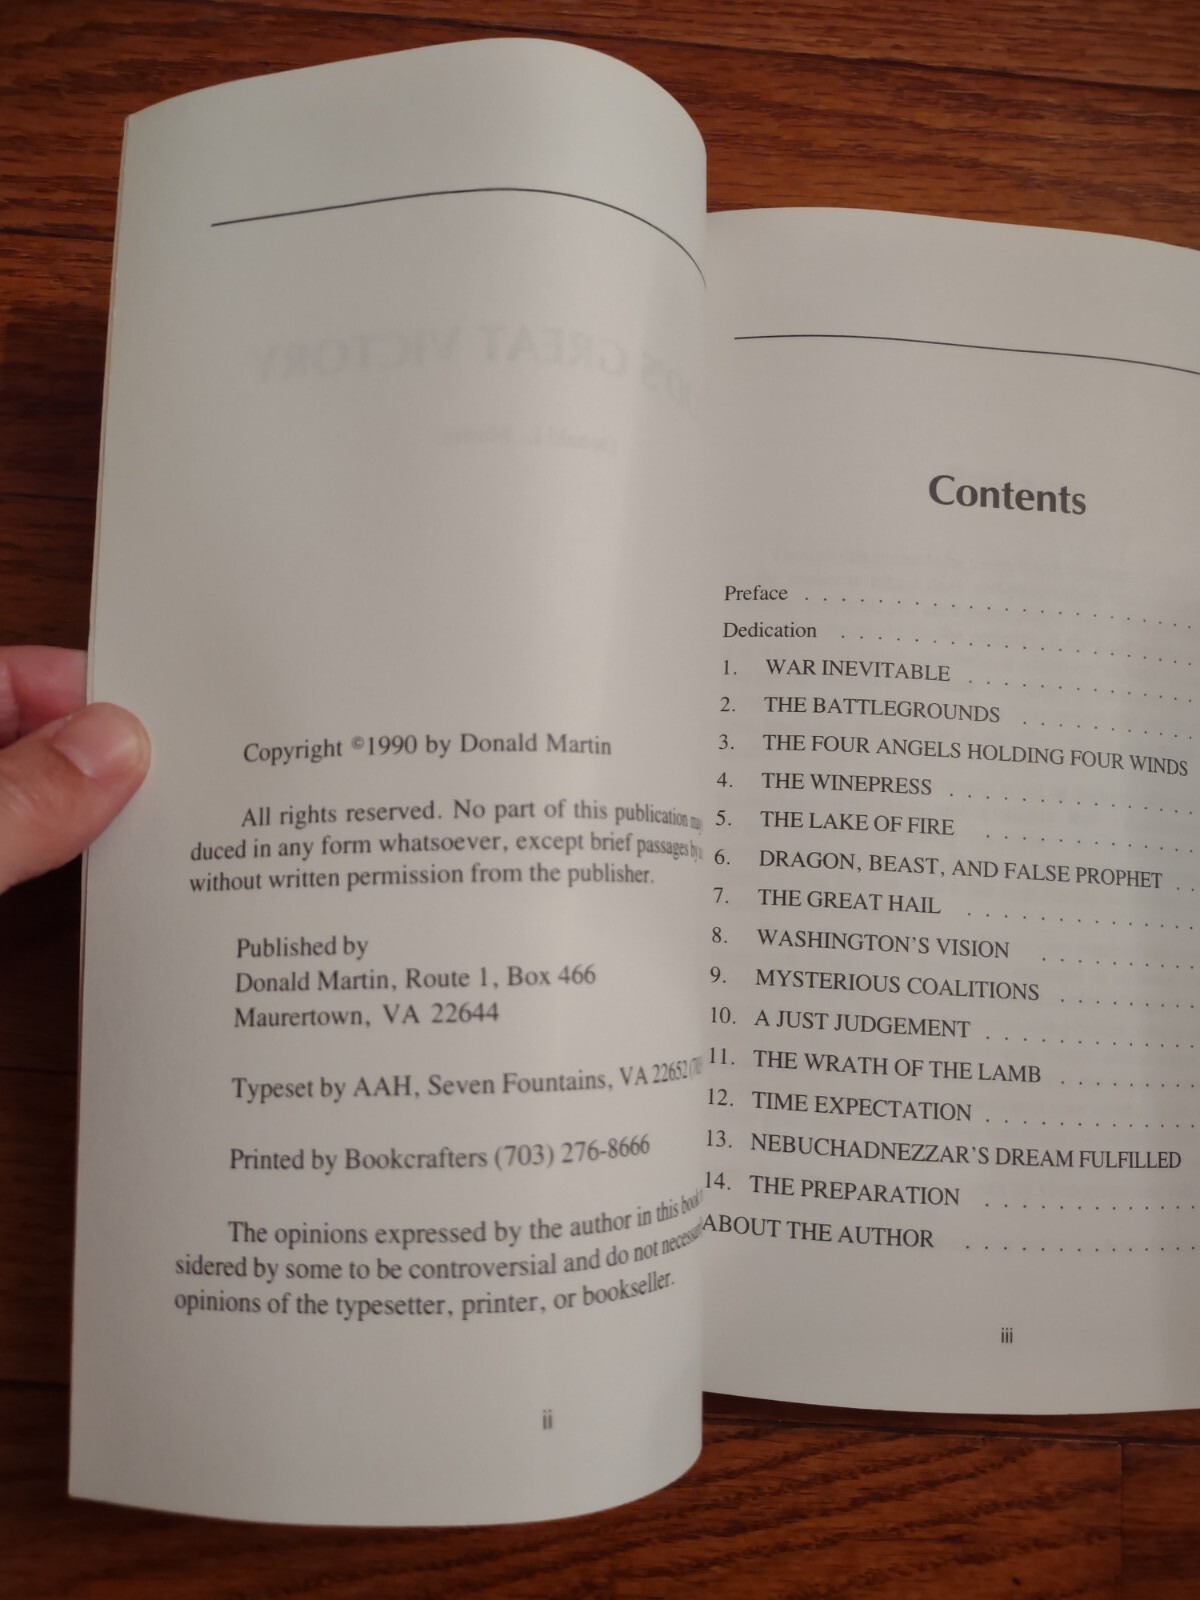 Copyright ©1990 by Donald Martin
All rights reserved. No part of this publication
duced in any form whatsoever, except brief passages by
without written permission from the publisher.
Published by
Donald Martin, Route 1, Box 466
Maurertown, VA 22644
Typeset by AAH, Seven Fountains, VA 22652
Printed by Bookcrafters (703) 276-8666
The opinions expressed by the author in this book
sidered by some to be controversial and do not
opinions of the typesetter, printer, or bookseller.
ii
Contents
Preface . . . . . . . . . . . . . . . . . . . . . .
Dedication . . . . . . . . . . . . . . . . . . . .
1. WAR INEVITABLE . . . . . . . . . . . . .
2. THE BATTLEGROUNDS . . . . . . . . . .
3. THE FOUR ANGELS HOLDING FOUR WINDS
4. THE WINEPRESS . . . . . . . . . . . . . .
5. THE LAKE OF FIRE . . . . . . . . . . . .
6. DRAGON, BEAST, AND FALSE PROPHET . .
7. THE GREAT HAIL . . . . . . . . . . . . .
8. WASHINGTON'S VISION . . . . . . . . .
9. MYSTERIOUS COALITIONS . . . . . . . .
10. A JUST JUDGEMENT . . . . . . . . . . . .
11. THE WRATH OF THE LAMB . . . . . . . .
12. TIME EXPECTATION . . . . . . . . . . . .
13. NEBUCHADNEZZAR'S DREAM FULFILLED
14. THE PREPARATION . . . . . . . . . . . .
ABOUT THE AUTHOR . . . . . . . . . . . . .
iii